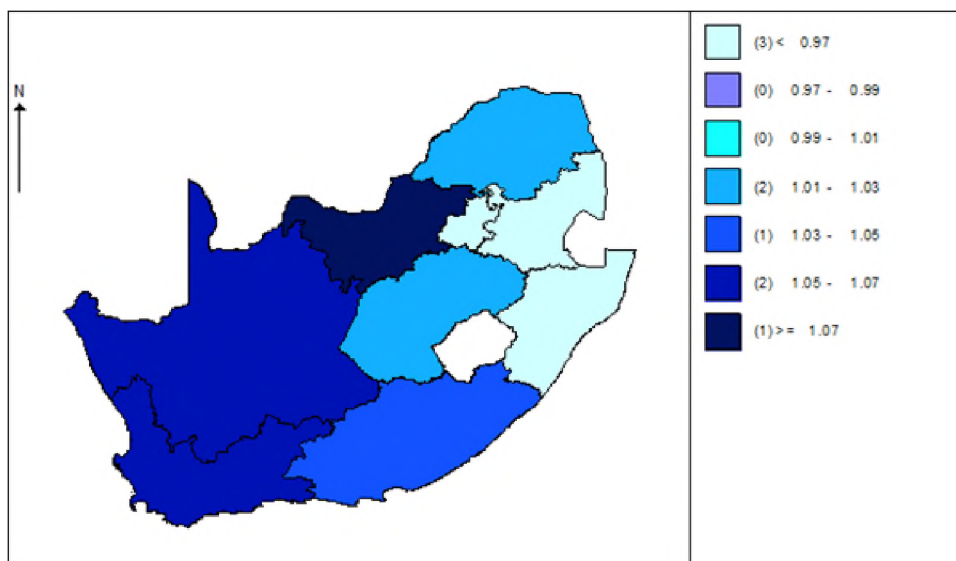 N
(3) < 0.97
(0) 0.97 - 0.99
(0) 0.99 - 1.01
(2) 1.01 - 1.03
(1) 1.03 - 1.05
(2) 1.05 - 1.07
(1) >= 1.07